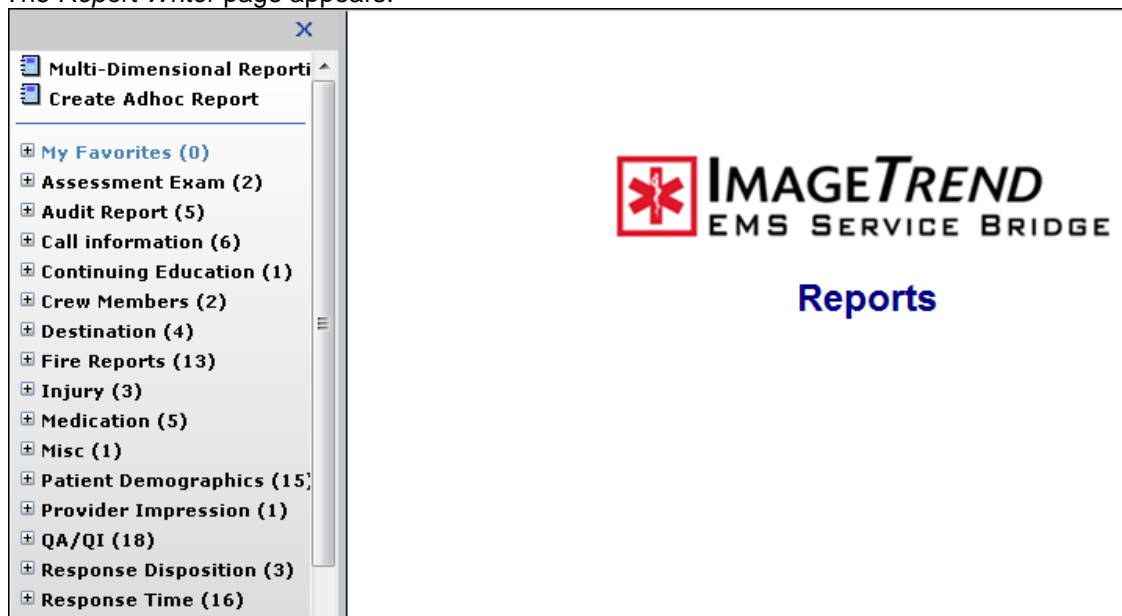 The Report Writer page appears.
Multi-Dimensional Reporti
Create Adhoc Report
My Favorites (0)
Assessment Exam (2)
Audit Report (5)
Call information (6)
Continuing Education (1)
Crew Members (2)
Destination (4)
Fire Reports (13)
Injury (3)
Medication (5)
Misc (1)
Patient Demographics (15)
Provider Impression (1)
QA/QI (18)
Response Disposition (3)
Response Time (16)
IMAGETREND
EMS SERVICE BRIDGE
Reports